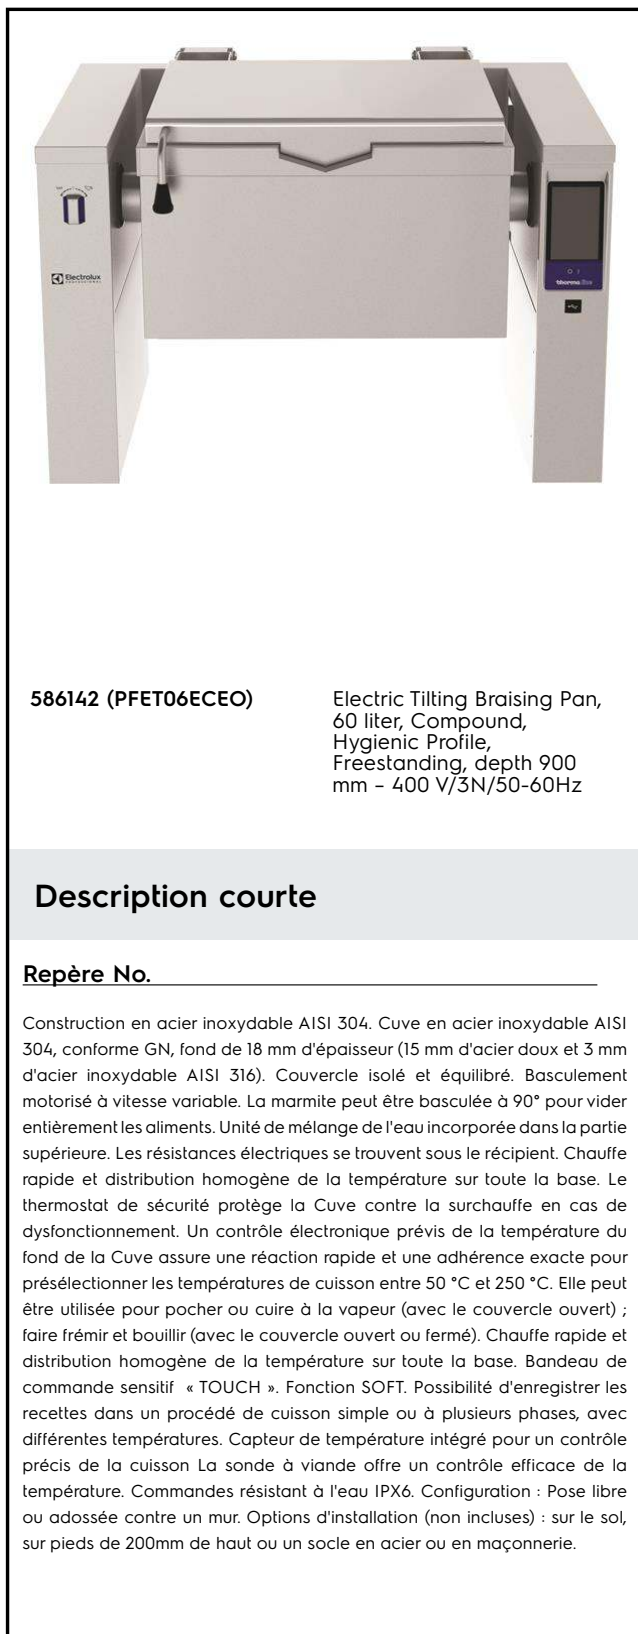 Electrolux
PROFESSIONAL
thermaline
586142 (PFET06ECEO)
Electric Tilting Braising Pan,
60 liter, Compound,
Hygienic Profile,
Freestanding, depth 900
mm - 400 V/3N/50-60Hz
Description courte
Repère No.
Construction en acier inoxydable AISI 304. Cuve en acier inoxydable AISI
304, conforme GN, fond de 18 mm d'épaisseur (15 mm d'acier doux et 3 mm
d'acier inoxydable AISI 316). Couvercle isolé et équilibré. Basculement
motorisé à vitesse variable. La marmite peut être basculée à 90° pour vider
entièrement les aliments. Unité de mélange de l'eau incorporée dans la partie
supérieure. Les résistances électriques se trouvent sous le récipient. Chauffe
rapide et distribution homogène de la température sur toute la base. Le
thermostat de sécurité protège la Cuve contre la surchauffe en cas de
dysfonctionnement. Un contrôle électronique prévis de la température du
fond de la Cuve assure une réaction rapide et une adhérence exacte pour
présélectionner les températures de cuisson entre 50 °C et 250 °C. Elle peut
être utilisée pour pocher ou cuire à la vapeur (avec le couvercle ouvert) ;
faire frémir et bouillir (avec le couvercle ouvert ou fermé). Chauffe rapide et
distribution homogène de la température sur toute la base. Bandeau de
commande sensitif « TOUCH ». Fonction SOFT. Possibilité d'enregistrer les
recettes dans un procédé de cuisson simple ou à plusieurs phases, avec
différentes températures. Capteur de température intégré pour un contrôle
précis de la cuisson La sonde à viande offre un contrôle efficace de la
température. Commandes résistant à l'eau IPX6. Configuration : Pose libre
ou adossée contre un mur. Options d'installation (non incluses) : sur le sol,
sur pieds de 200mm de haut ou un socle en acier ou en maçonnerie.